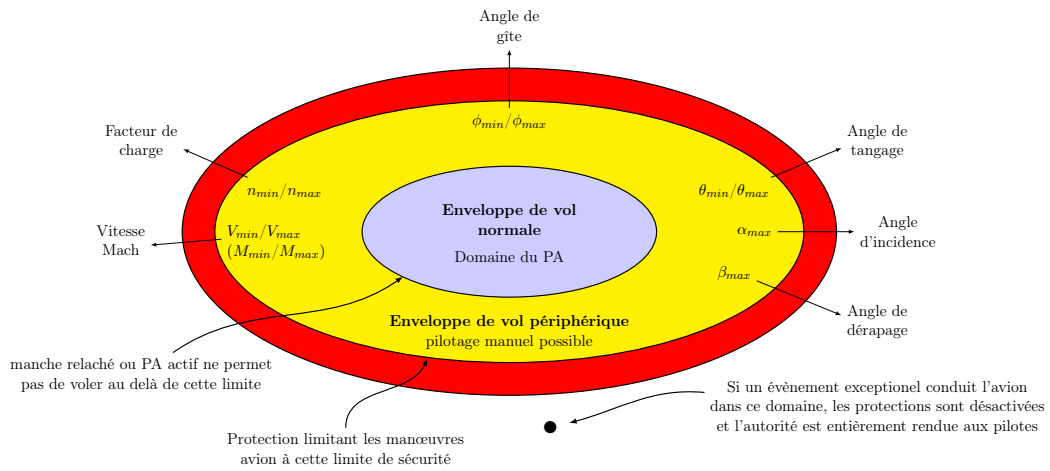 Angle de
gîte
ϕmin/ϕmax
Facteur de
charge
nmin/nmax
Angle de
tangage
θmin/θmax
Vitesse
Mach
Vmin/Vmax
(Mmin/Mmax)
Enveloppe de vol
normale
Domaine du PA
αmax
Angle
d'incidence
βmax
Angle de
dérapage
Enveloppe de vol périphérique
pilotage manuel possible
manche relaché ou PA actif ne permet
pas de voler au delà de cette limite
Protection limitant les manœuvres
avion à cette limite de sécurité
Si un évènement exceptionel conduit l'avion
dans ce domaine, les protections sont désactivées
et l'autorité est entièrement rendue aux pilotes